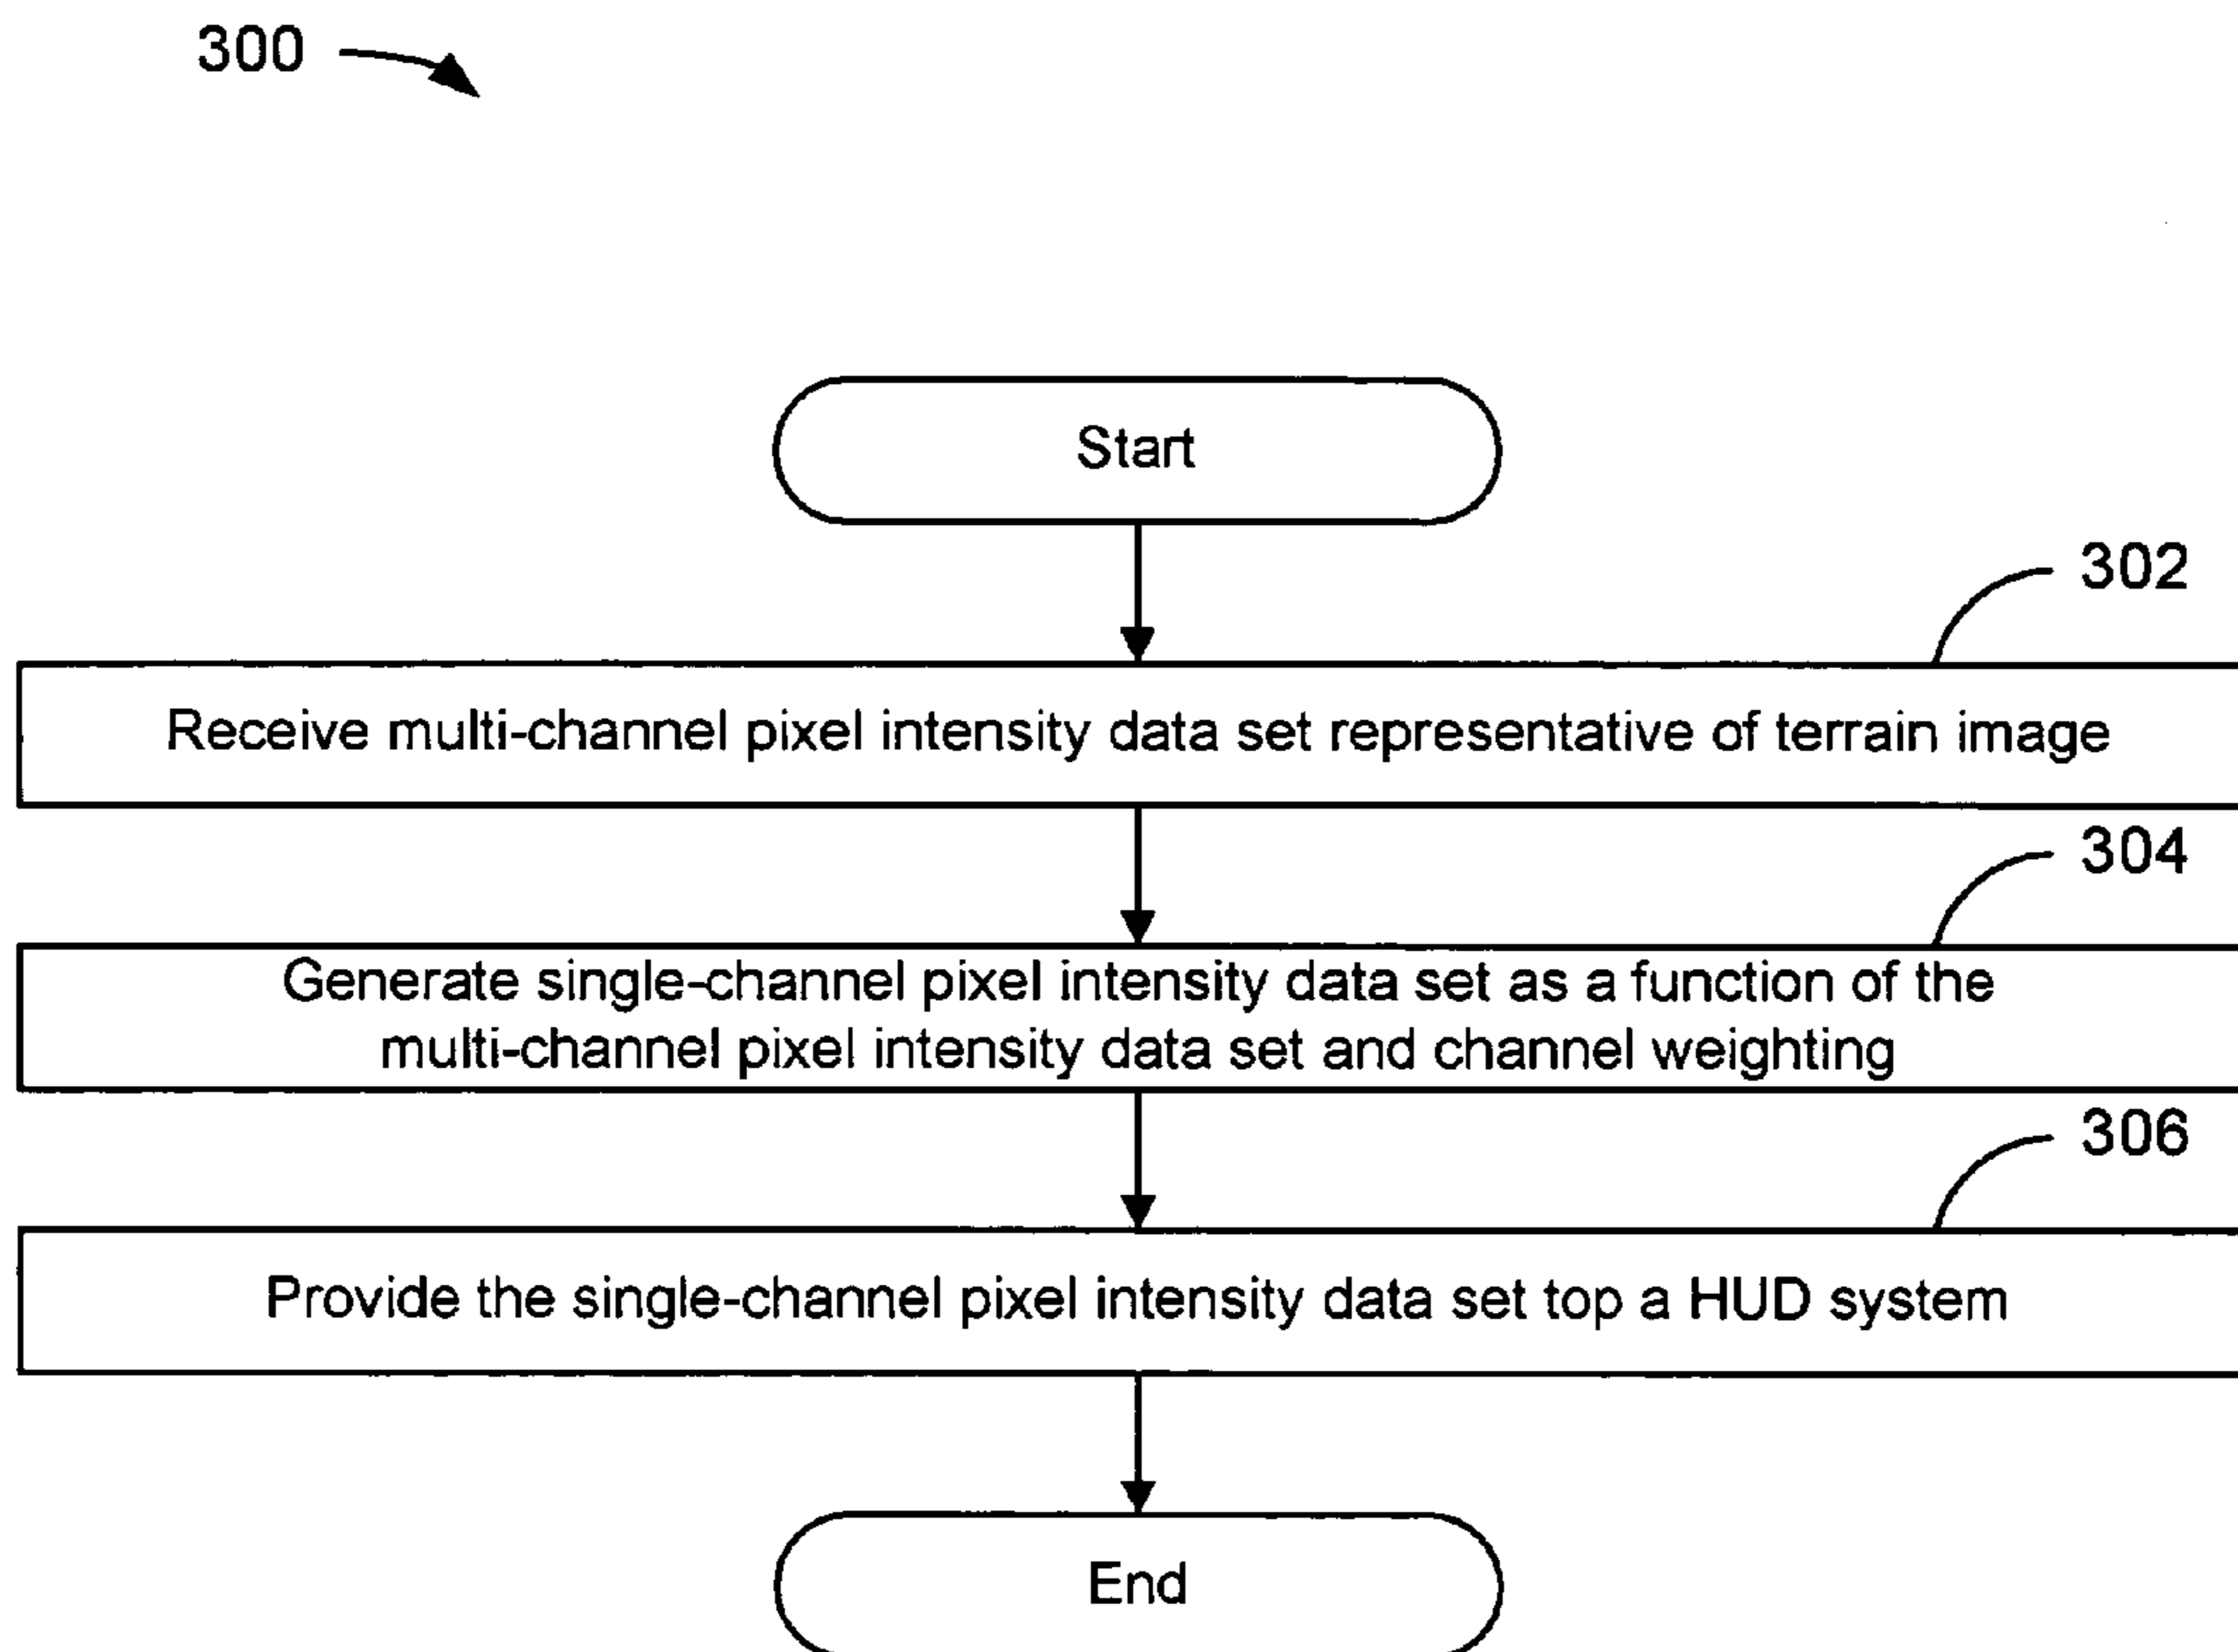 300
Start
302
Receive multi-channel pixel intensity data set representative of terrain image
304
Generate single-channel pixel intensity data set as a function of the
multi-channel pixel intensity data set and channel weighting
306
Provide the single-channel pixel intensity data set top a HUD system
End